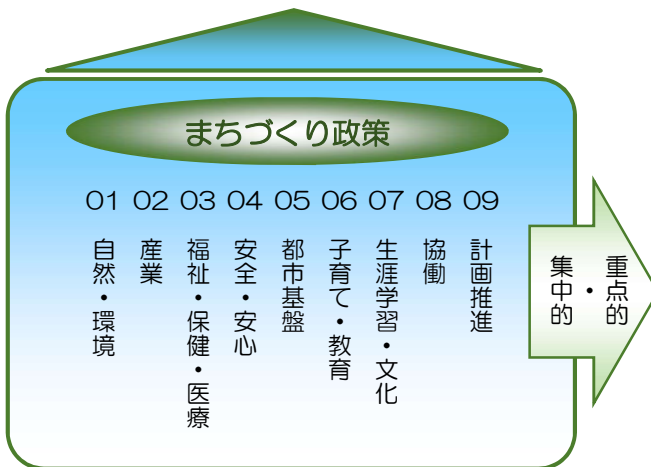 まちづくり政策
01 02 03 04 05 06 07 08 09
自然・環境
産業
福祉・保健・医療
安全・安心
都市基盤
子育て・教育
生涯学習・文化
協働
計画推進
重点的
・
集中的